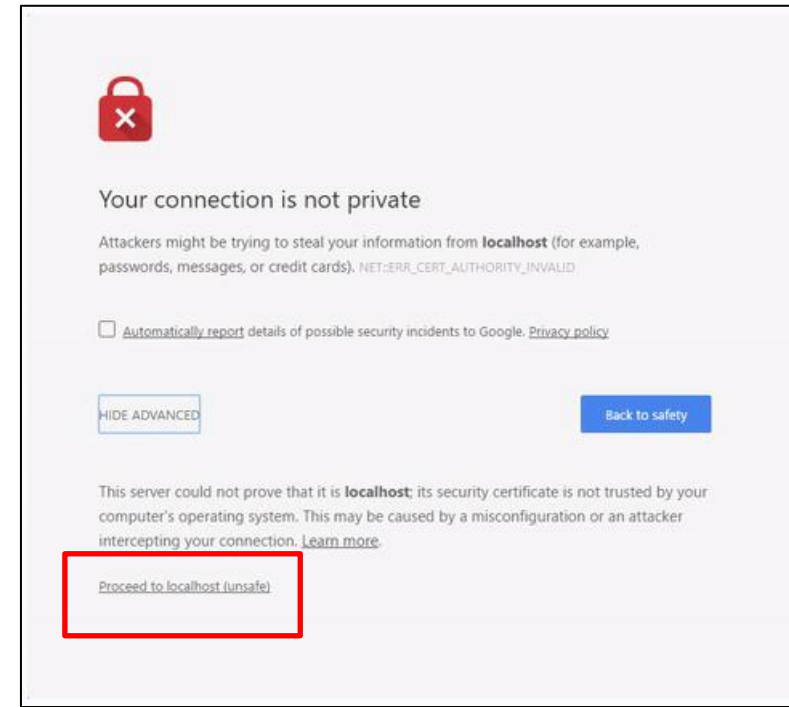 Your connection is not private
Attackers might be trying to steal your information from localhost (for example,
passwords, messages, or credit cards). NET::ERR_CERT_AUTHORITY_INVALID
Automatically report details of possible security incidents to Google. Privacy policy
HIDE ADVANCED
Back to safety
This server could not prove that it is localhost; its security certificate is not trusted by your
computer's operating system. This may be caused by a misconfiguration or an attacker
intercepting your connection. Learn more.
Proceed to localhost (unsafe)